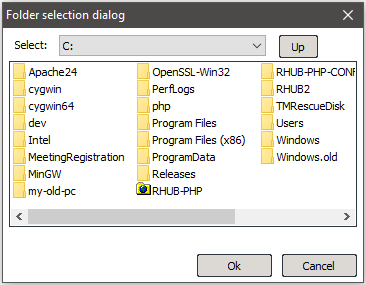 Folder selection dialog
Select: C: Up
Apache24
cygwin
cygwin64
dev
Intel
MeetingRegistration
MinGW
my-old-pc
OpenSSL-Win32
PerfLogs
php
Program Files
Program Files (x86)
ProgramData
Releases
RHUB-PHP
RHUB-PHP-CONF
RHUB2
TMRescueDisk
Users
Windows
Windows.old
Ok Cancel